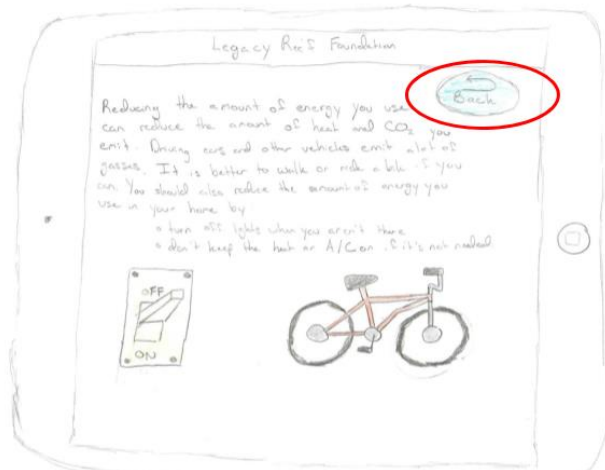 Legacy Rec's Foundation
Back
Reducing the amount of energy you use
can reduce the amount of heat and CO₂ you
emit. Driving cars and other vehicles emit alot of
gasses. It is better to walk or ride a bike if you
can. You should also reduce the amount of energy you
use in your home by
turn off lights when you aren't there
don't keep the heat or A/C on if it's not needed
OFF
ON